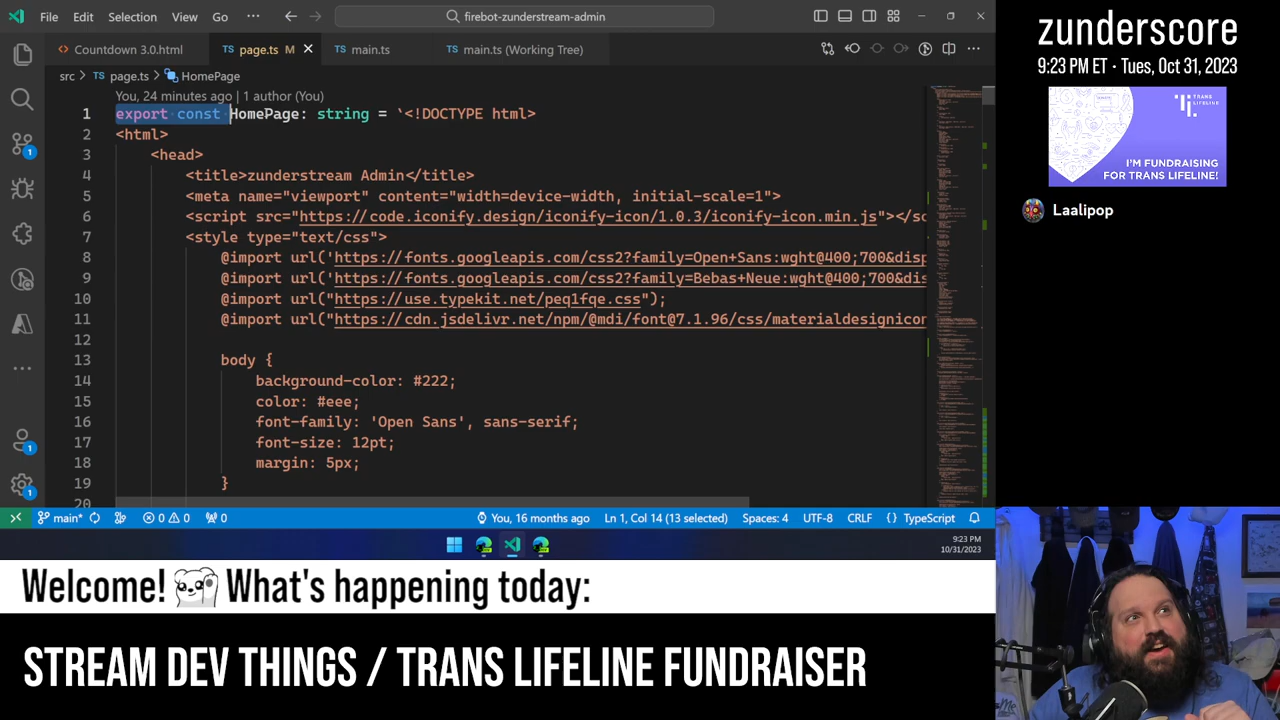 File Edit Selection View Go ··· firebot-zunderstream-admin
Countdown 3.0.html TS page.ts M TS main.ts TS main.ts (Working Tree)
src > TS page.ts > HomePage
You, 24 minutes ago | 1 author (You)
1 export const HomePage: string = `<!DOCTYPE html>
2 <html>
3 <head>
4 <title>zunderstream Admin</title>
5 <meta name="viewport" content="width=device-width, initial-scale=1">
6 <script src="http://code.iconify.design/iconify-icon/1.0.3/iconify-icon.min.js"></sc
7 <style type="text/css">
8 @import url('https://fonts.googleapis.com/css2?family=Open+Sans:wght@400;700&disp
9 @import url('https://fonts.googleapis.com/css2?family=Bebas+Neue:wght@400;700&dis
10 @import url("https://use.typekit.net/peq1fqe.css");
11 @import url("https://cdn.jsdelivr.net/npm/@mdi/font@7.1.96/css/materialdesignicon
12
13 body {
14 background-color: #222;
15 color: #eee;
16 font-family: 'Open Sans', sans-serif;
17 font-size: 12pt;
18 margin: 5px;
19 }
20
main* 0 0 0 You, 16 months ago Ln 1, Col 14 (13 selected) Spaces: 4 UTF-8 CRLF { } TypeScript
9:23 PM
10/31/2023
Welcome! What's happening today:
STREAM DEV THINGS / TRANS LIFELINE FUNDRAISER
zunderscore
9:23 PM ET · Tues, Oct 31, 2023
TRANS
LIFELINE
I'M FUNDRAISING
FOR TRANS LIFELINE!
Laalipop